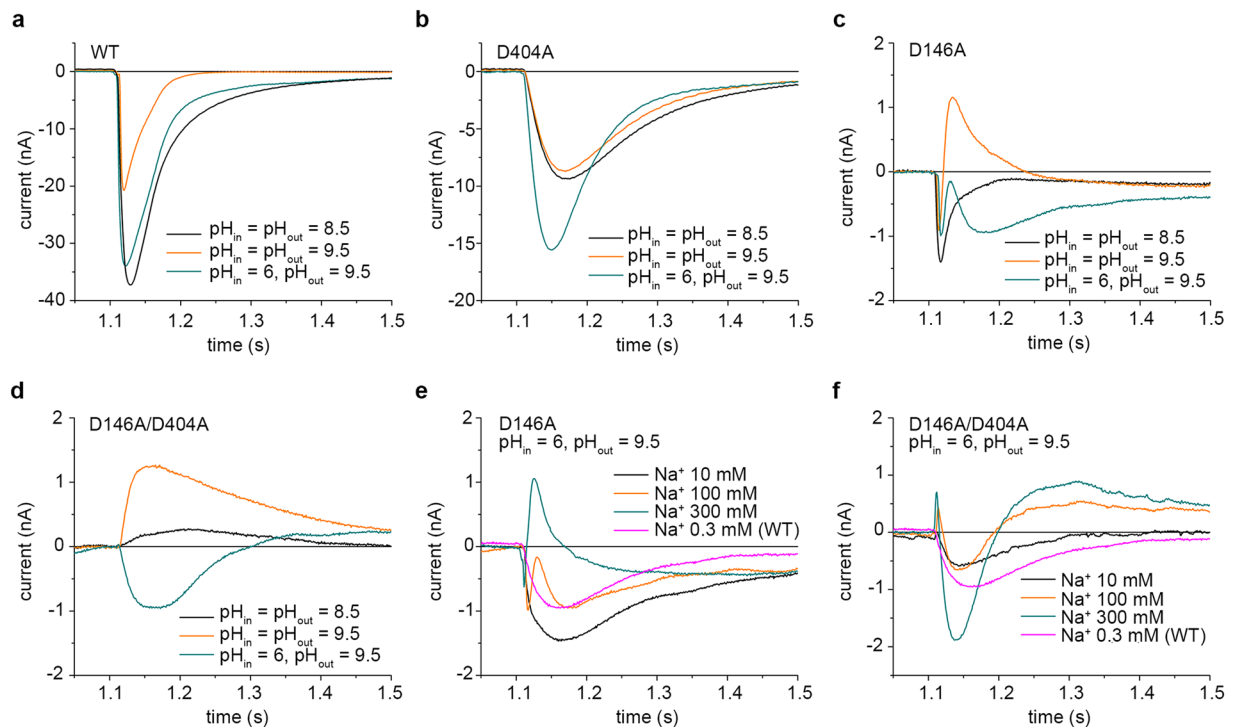 a
WT
current (nA)
0
-10
-20
-30
-40
pHin = pHout = 8.5
pHin = pHout = 9.5
pHin = 6, pHout = 9.5
1.1 1.2 1.3 1.4 1.5
time (s)
b
D404A
current (nA)
0
-5
-10
-15
-20
pHin = pHout = 8.5
pHin = pHout = 9.5
pHin = 6, pHout = 9.5
1.1 1.2 1.3 1.4 1.5
time (s)
c
D146A
current (nA)
2
1
0
-1
-2
pHin = pHout = 8.5
pHin = pHout = 9.5
pHin = 6, pHout = 9.5
1.1 1.2 1.3 1.4 1.5
time (s)
d
D146A/D404A
current (nA)
2
1
0
-1
-2
pHin = pHout = 8.5
pHin = pHout = 9.5
pHin = 6, pHout = 9.5
1.1 1.2 1.3 1.4 1.5
time (s)
e
D146A
pHin = 6, pHout = 9.5
current (nA)
2
1
0
-1
-2
Na⁺ 10 mM
Na⁺ 100 mM
Na⁺ 300 mM
Na⁺ 0.3 mM (WT)
1.1 1.2 1.3 1.4 1.5
time (s)
f
D146A/D404A
pHin = 6, pHout = 9.5
current (nA)
2
1
0
-1
-2
Na⁺ 10 mM
Na⁺ 100 mM
Na⁺ 300 mM
Na⁺ 0.3 mM (WT)
1.1 1.2 1.3 1.4 1.5
time (s)